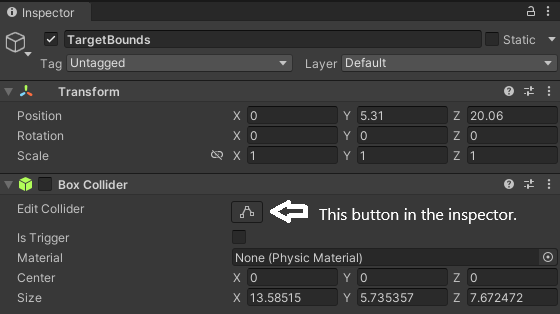 Inspector
TargetBounds Static
Tag Untagged Layer Default
Transform
Position X 0 Y 5.31 Z 20.06
Rotation X 0 Y 0 Z 0
Scale X 1 Y 1 Z 1
Box Collider
Edit Collider This button in the inspector.
Is Trigger
Material None (Physic Material)
Center X 0 Y 0 Z 0
Size X 13.58515 Y 5.735357 Z 7.672472